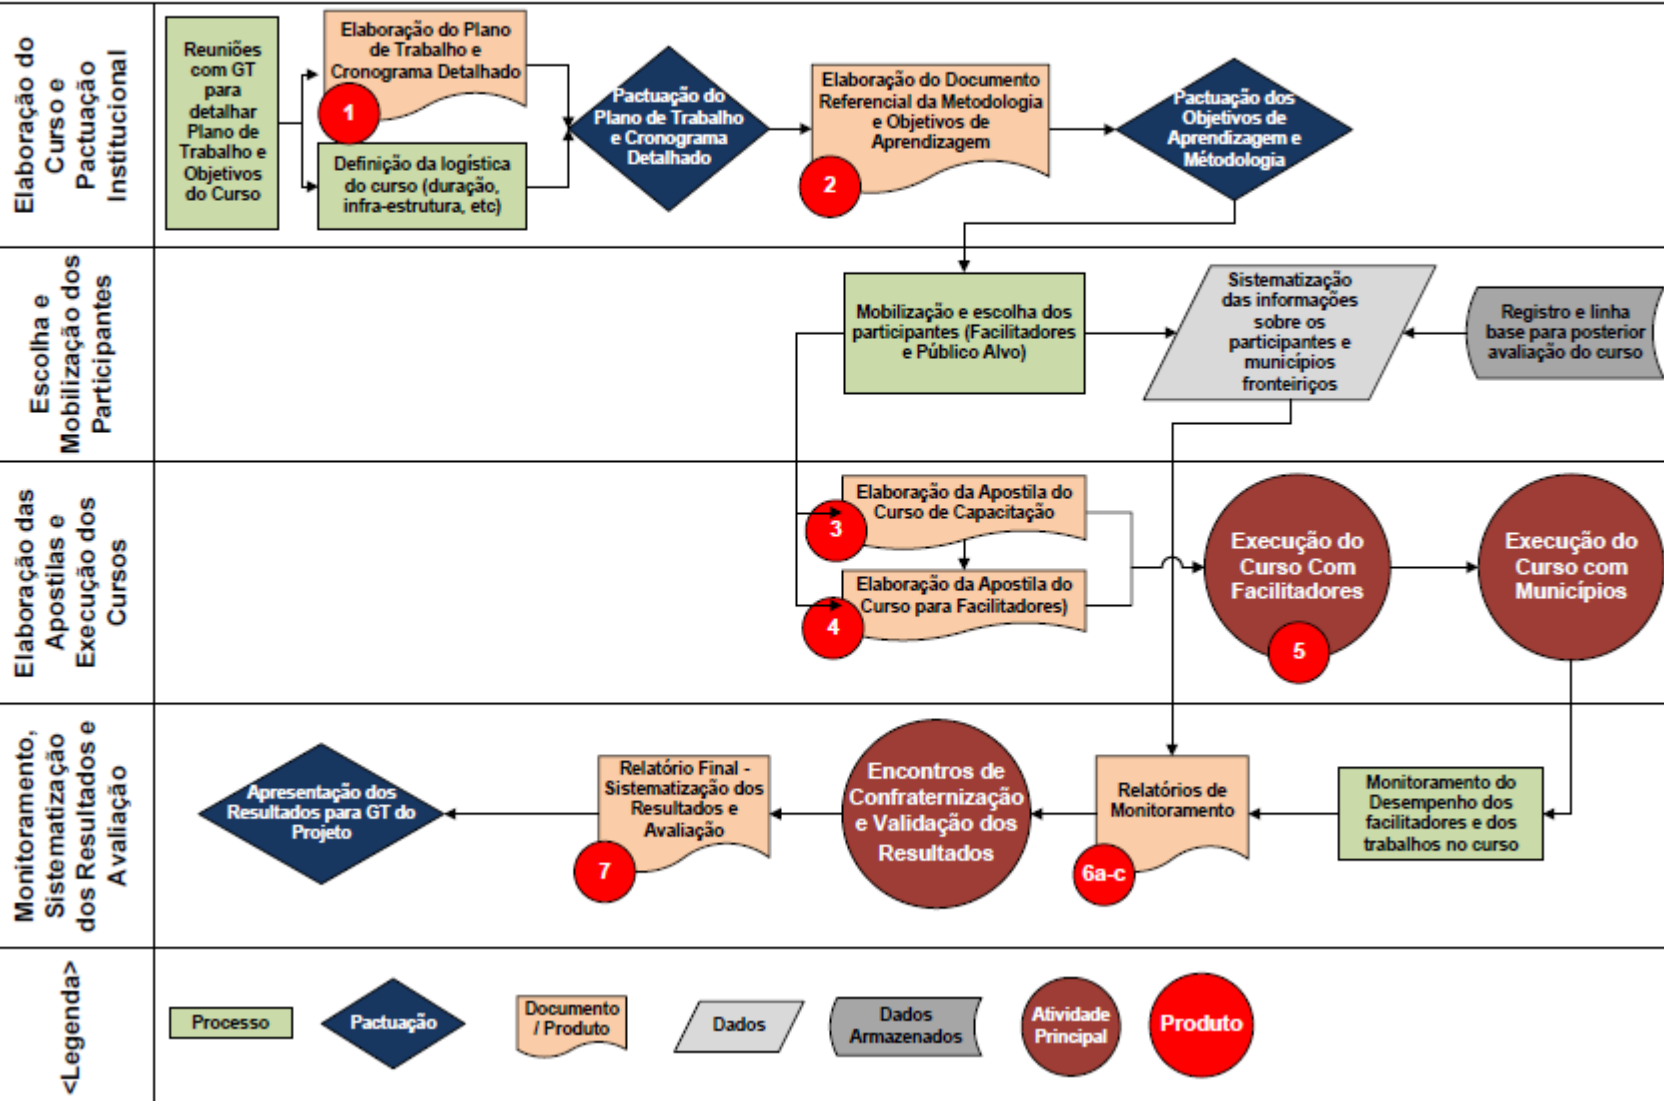 Elaboração do
Curso e
Pactuação
Institucional
Reuniões
com GT
para
detalhar
Plano de
Trabalho e
Objetivos
do Curso
Elaboração do Plano
de Trabalho e
Cronograma Detalhado
1
Definição da logística
do curso (duração,
infra-estrutura, etc)
Pactuação do
Plano de Trabalho
e Cronograma
Detalhado
Elaboração do Documento
Referencial da Metodologia
e Objetivos de
Aprendizagem
2
Pactuação dos
Objetivos de
Aprendizagem e
Métodologia
Escolha e
Mobilização dos
Participantes
Mobilização e escolha dos
participantes (Facilitadores
e Público Alvo)
Sistematização
das informações
sobre os
participantes e
municípios
fronteiriços
Registro e linha
base para posterior
avaliação do curso
Elaboração das
Apostilas e
Execução dos
Cursos
Elaboração da Apostila do
Curso de Capacitação
3
Elaboração da Apostila do
Curso para Facilitadores)
4
Execução do
Curso Com
Facilitadores
5
Execução do
Curso com
Municípios
Monitoramento,
Sistematização
dos Resultados e
Avaliação
Apresentação dos
Resultados para GT do
Projeto
Relatório Final -
Sistematização dos
Resultados e
Avaliação
7
Encontros de
Confraternização
e Validação dos
Resultados
Relatórios de
Monitoramento
6a-c
Monitoramento do
Desempenho dos
facilitadores e dos
trabalhos no curso
<Legenda>
Processo
Pactuação
Documento
/ Produto
Dados
Dados
Armazenados
Atividade
Principal
Produto